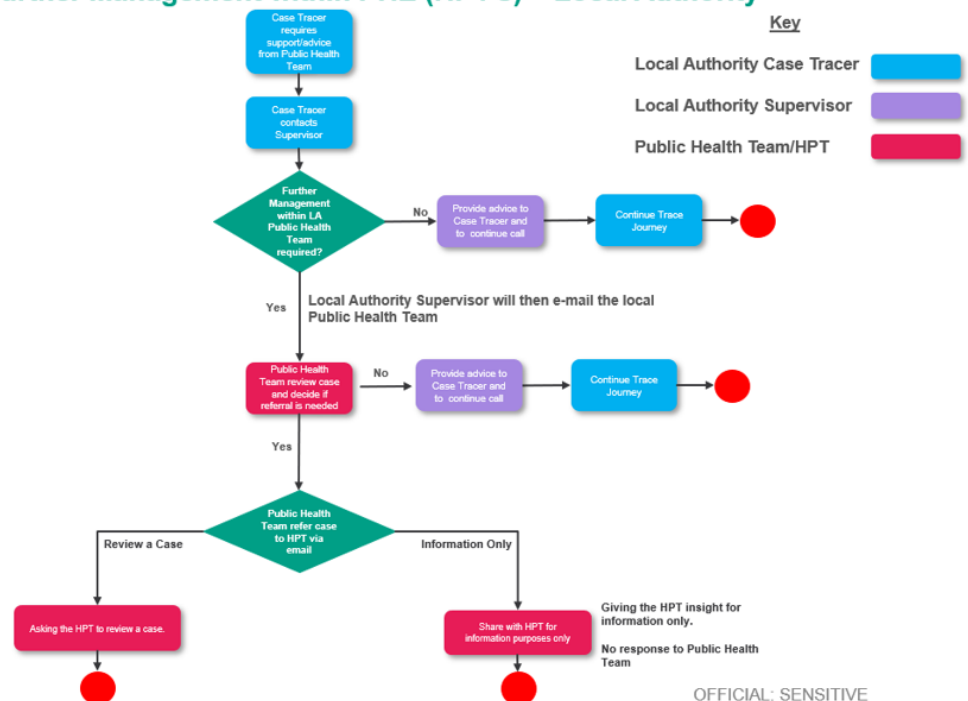 Key
Case Tracer
requires
support/advice
from Public Health
Team
Local Authority Case Tracer
Case Tracer
contacts
Supervisor
Local Authority Supervisor
Public Health Team/HPT
Further
Management
within LA
Public Health
Team
required?
No
Provide advice to
Case Tracer and
to continue call
Continue Trace
Journey
Yes
Local Authority Supervisor will then e-mail the local
Public Health Team
Public Health
Team review case
and decide if
referral is needed
No
Provide advice to
Case Tracer and
to continue call
Continue Trace
Journey
Yes
Public Health
Team refer case
to HPT via
email
Review a Case
Information Only
Asking the HPT to review a case.
Share with HPT for
information purposes only
Giving the HPT insight for
information only.
No response to Public Health
Team
OFFICIAL: SENSITIVE